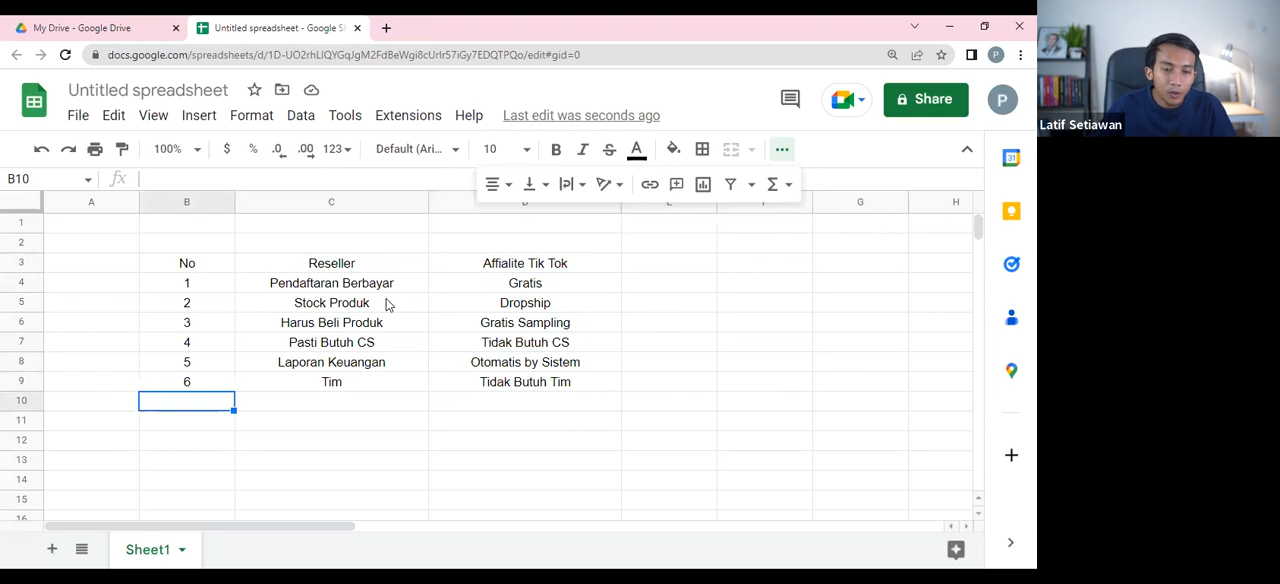 My Drive - Google Drive
Untitled spreadsheet - Google S
docs.google.com/spreadsheets/d/1D-UO2rhLIQYGqJgM2FdBeWgi8cUrIr57iGy7EDQTPQo/edit#gid=0
P
Untitled spreadsheet
File Edit View Insert Format Data Tools Extensions Help Last edit was seconds ago
Share
P
100% $ % .0 .00 123 Default (Ari... 10 B I S A
B10 fx
A B C D E F G H
1
2
3 No Reseller Affialite Tik Tok
4 1 Pendaftaran Berbayar Gratis
5 2 Stock Produk Dropship
6 3 Harus Beli Produk Gratis Sampling
7 4 Pasti Butuh CS Tidak Butuh CS
8 5 Laporan Keuangan Otomatis by Sistem
9 6 Tim Tidak Butuh Tim
10
11
12
13
14
15
16
Sheet1
31
Latif Setiawan